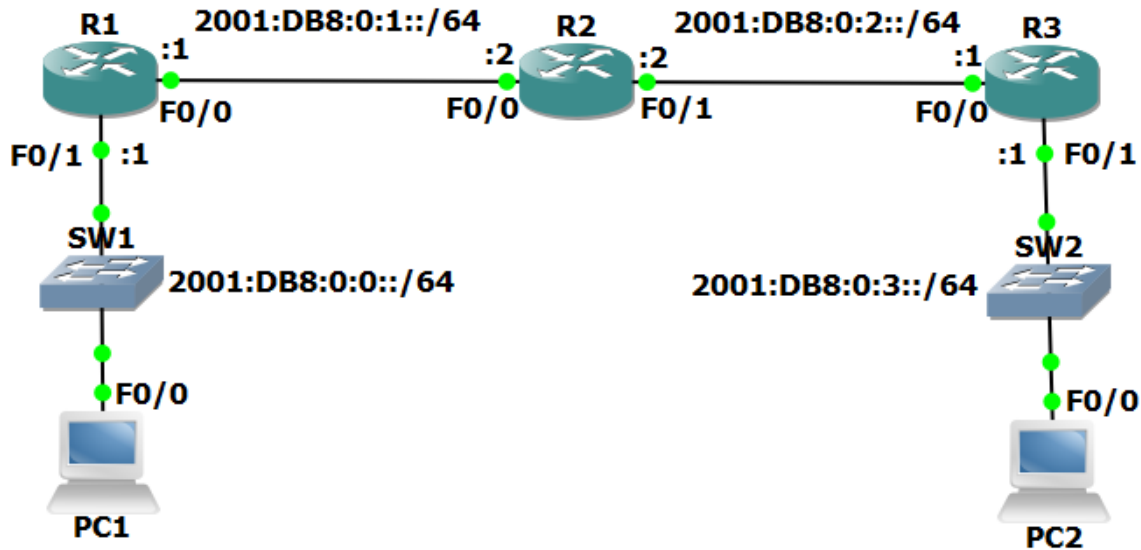 R1
2001:DB8:0:1::/64
R2
2001:DB8:0:2::/64
R3
:1
:2
:2
:1
F0/0
F0/0
F0/1
F0/0
F0/1
:1
:1
F0/1
SW1
2001:DB8:0:0::/64
SW2
2001:DB8:0:3::/64
F0/0
F0/0
PC1
PC2